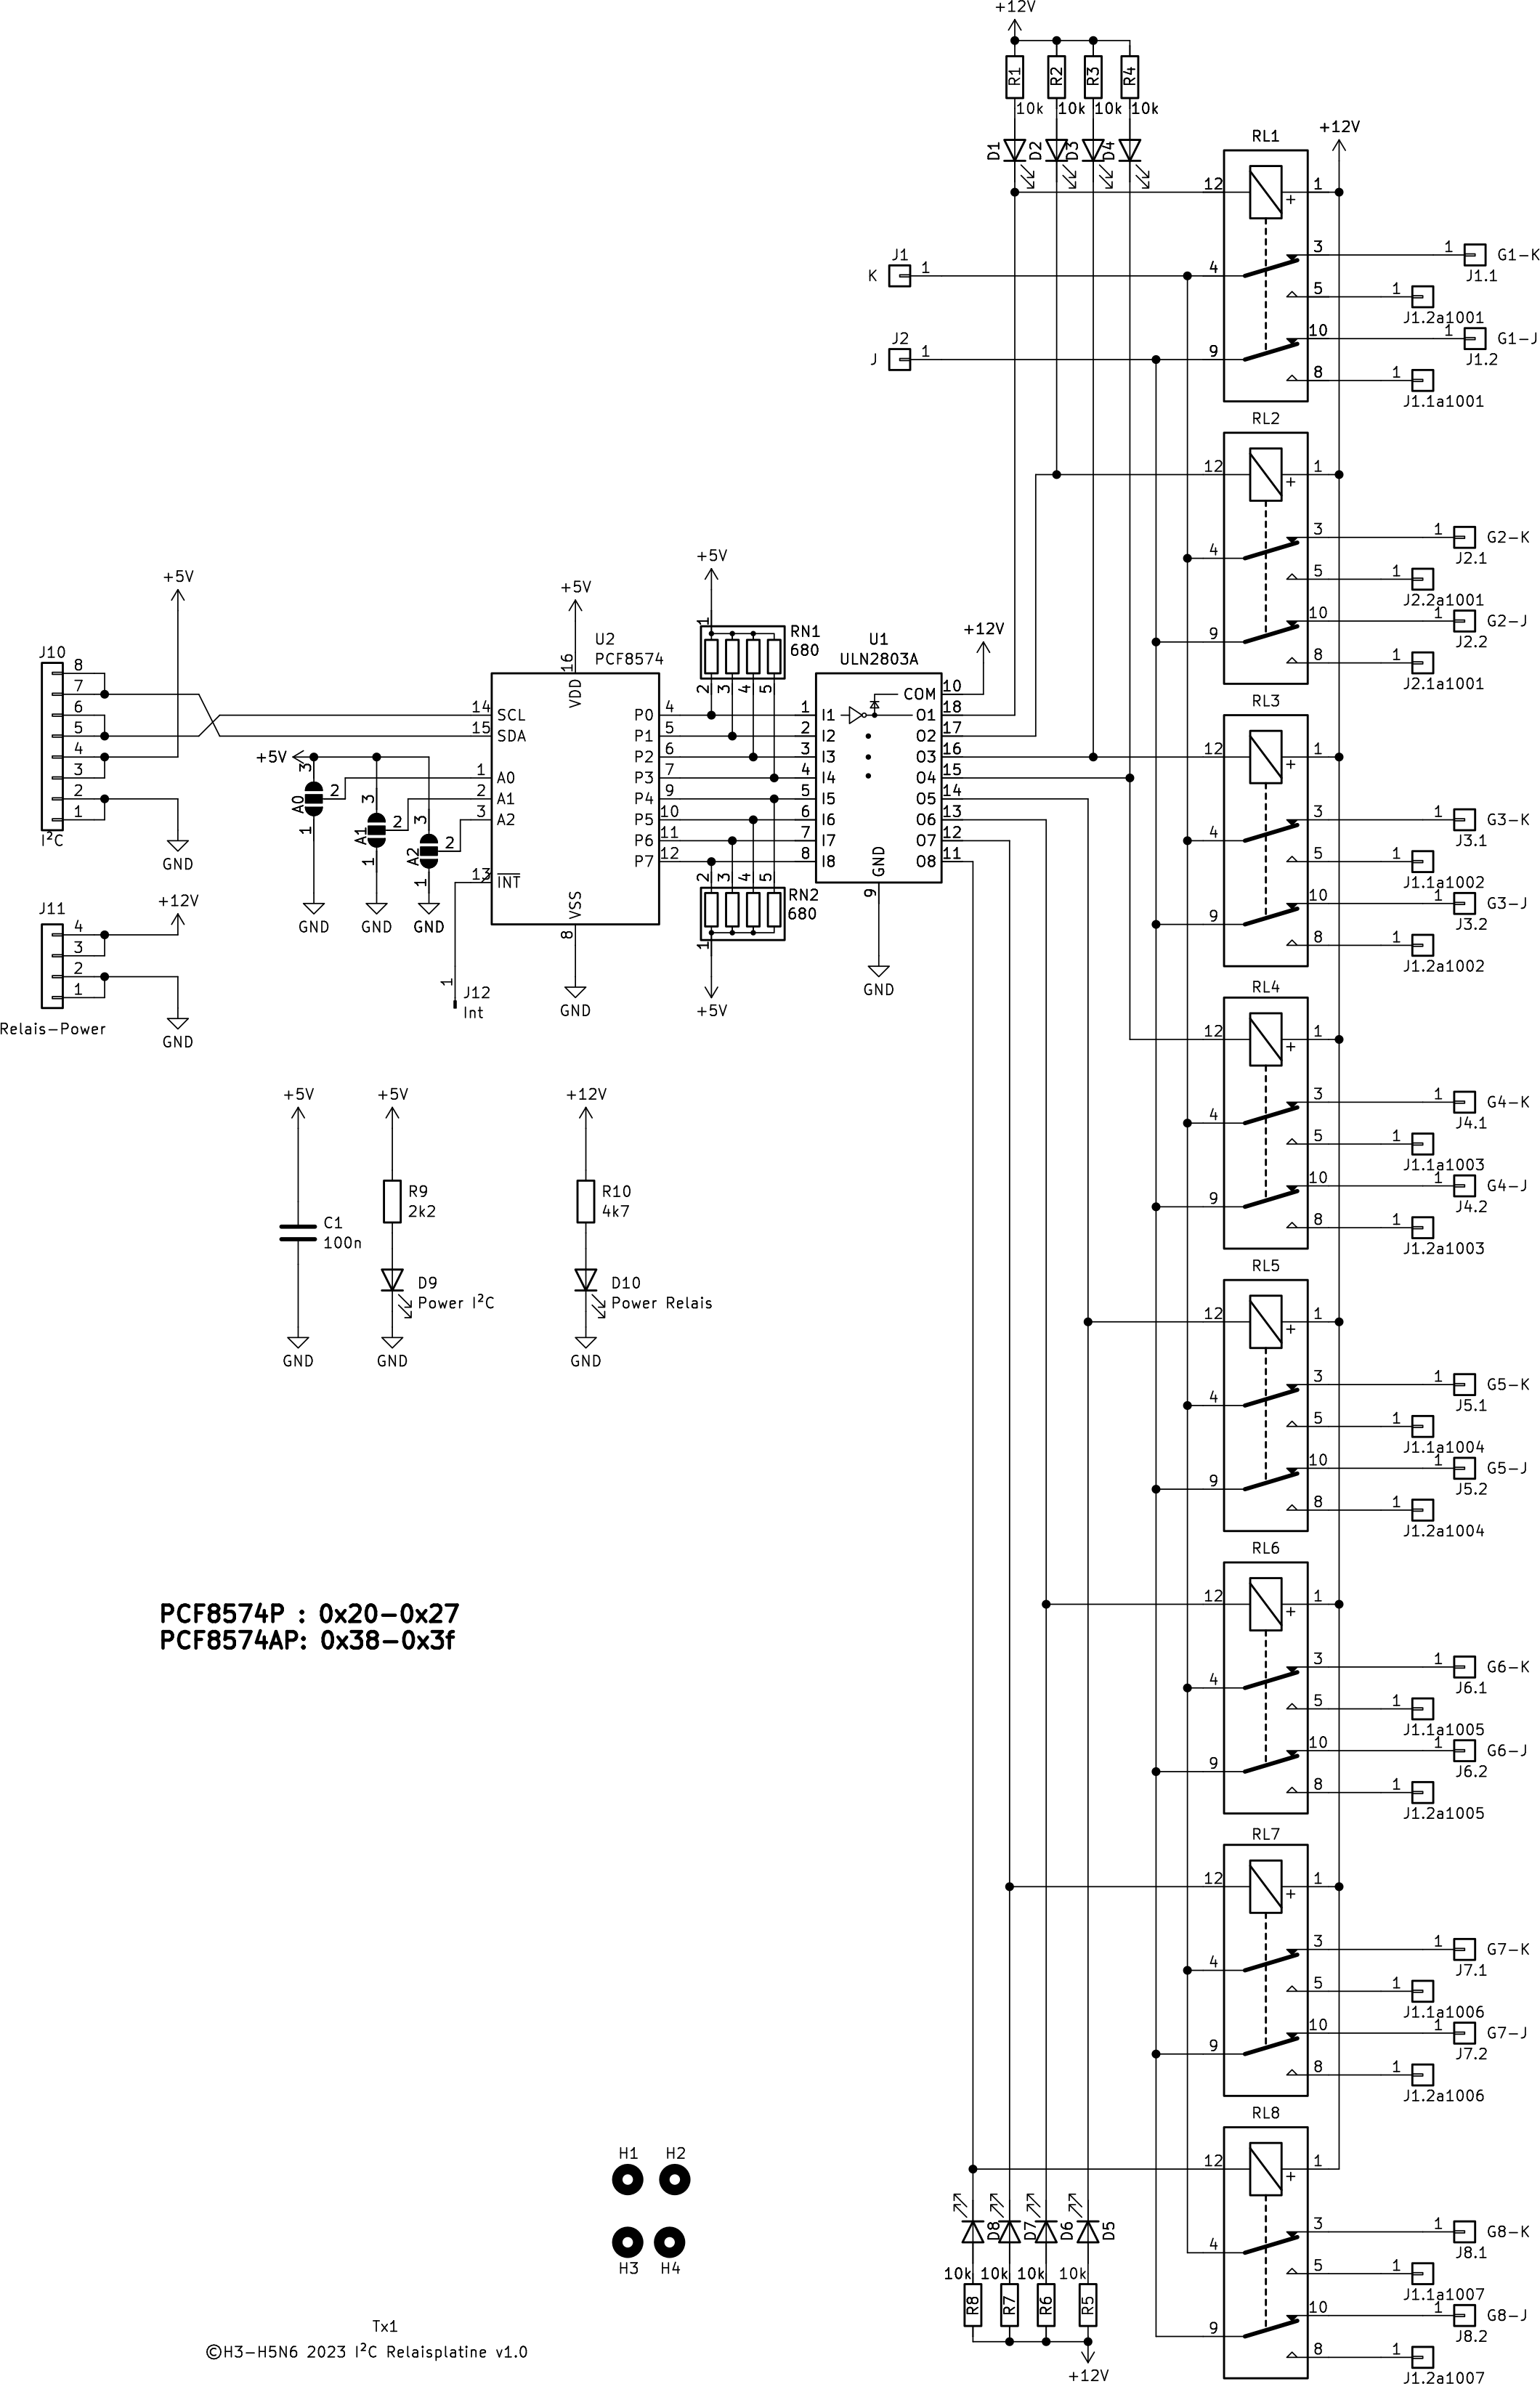 +12V
R1 R2 R3 R4
10k 10k 10k 10k
D1 D2 D3 D4
RL1
+12V
12 1
+
J1
K 1
4 3 1 G1-K
J1.1
5 1
J1.2a1001
J2
J 1
9 10 1 G1-J
J1.2
8 1
J1.1a1001
RL2
12 1
+
4 3 1 G2-K
J2.1
5 1
J2.2a1001
9 10 1 G2-J
J2.2
8 1
J2.1a1001
RL3
12 1
+
4 3 1 G3-K
J3.1
5 1
J1.1a1002
9 10 1 G3-J
J3.2
8 1
J1.2a1002
RL4
12 1
+
4 3 1 G4-K
J4.1
5 1
J1.1a1003
9 10 1 G4-J
J4.2
8 1
J1.2a1003
RL5
12 1
+
4 3 1 G5-K
J5.1
5 1
J1.1a1004
9 10 1 G5-J
J5.2
8 1
J1.2a1004
RL6
12 1
+
4 3 1 G6-K
J6.1
5 1
J1.1a1005
9 10 1 G6-J
J6.2
8 1
J1.2a1005
RL7
12 1
+
4 3 1 G7-K
J7.1
5 1
J1.1a1006
9 10 1 G7-J
J7.2
8 1
J1.2a1006
RL8
12 1
+
4 3 1 G8-K
J8.1
5 1
J1.1a1007
9 10 1 G8-J
J8.2
8 1
J1.2a1007
+5V
J10
8
7
6
5
4
3
2
1
I²C
GND
J11
+12V
4
3
2
1
Relais-Power
GND
+5V
3 2 1 A0
3 2 1 A1
3 2 1 A2
GND GND GND
+5V
U2
PCF8574
16 VDD
14 SCL
15 SDA
1 A0
2 A1
3 A2
13 INT
VSS 8
GND
P0 4
P1 5
P2 6
P3 7
P4 9
P5 10
P6 11
P7 12
1
J12
Int
+5V
1
RN1
680
2 3 4 5
2 3 4 5
RN2
680
1
+5V
U1
ULN2803A
+12V
COM 10
1 I1 O1 18
2 I2 O2 17
3 I3 O3 16
4 I4 O4 15
5 I5 O5 14
6 I6 O6 13
7 I7 O7 12
8 I8 O8 11
GND
9
GND
+5V
C1
100n
GND
+5V
R9
2k2
D9
Power I²C
GND
+12V
R10
4k7
D10
Power Relais
GND
PCF8574P : 0x20-0x27
PCF8574AP: 0x38-0x3f
H1 H2
H3 H4
D8 D7 D6 D5
10k 10k 10k 10k
R8 R7 R6 R5
+12V
Tx1
©H3-H5N6 2023 I²C Relaisplatine v1.0